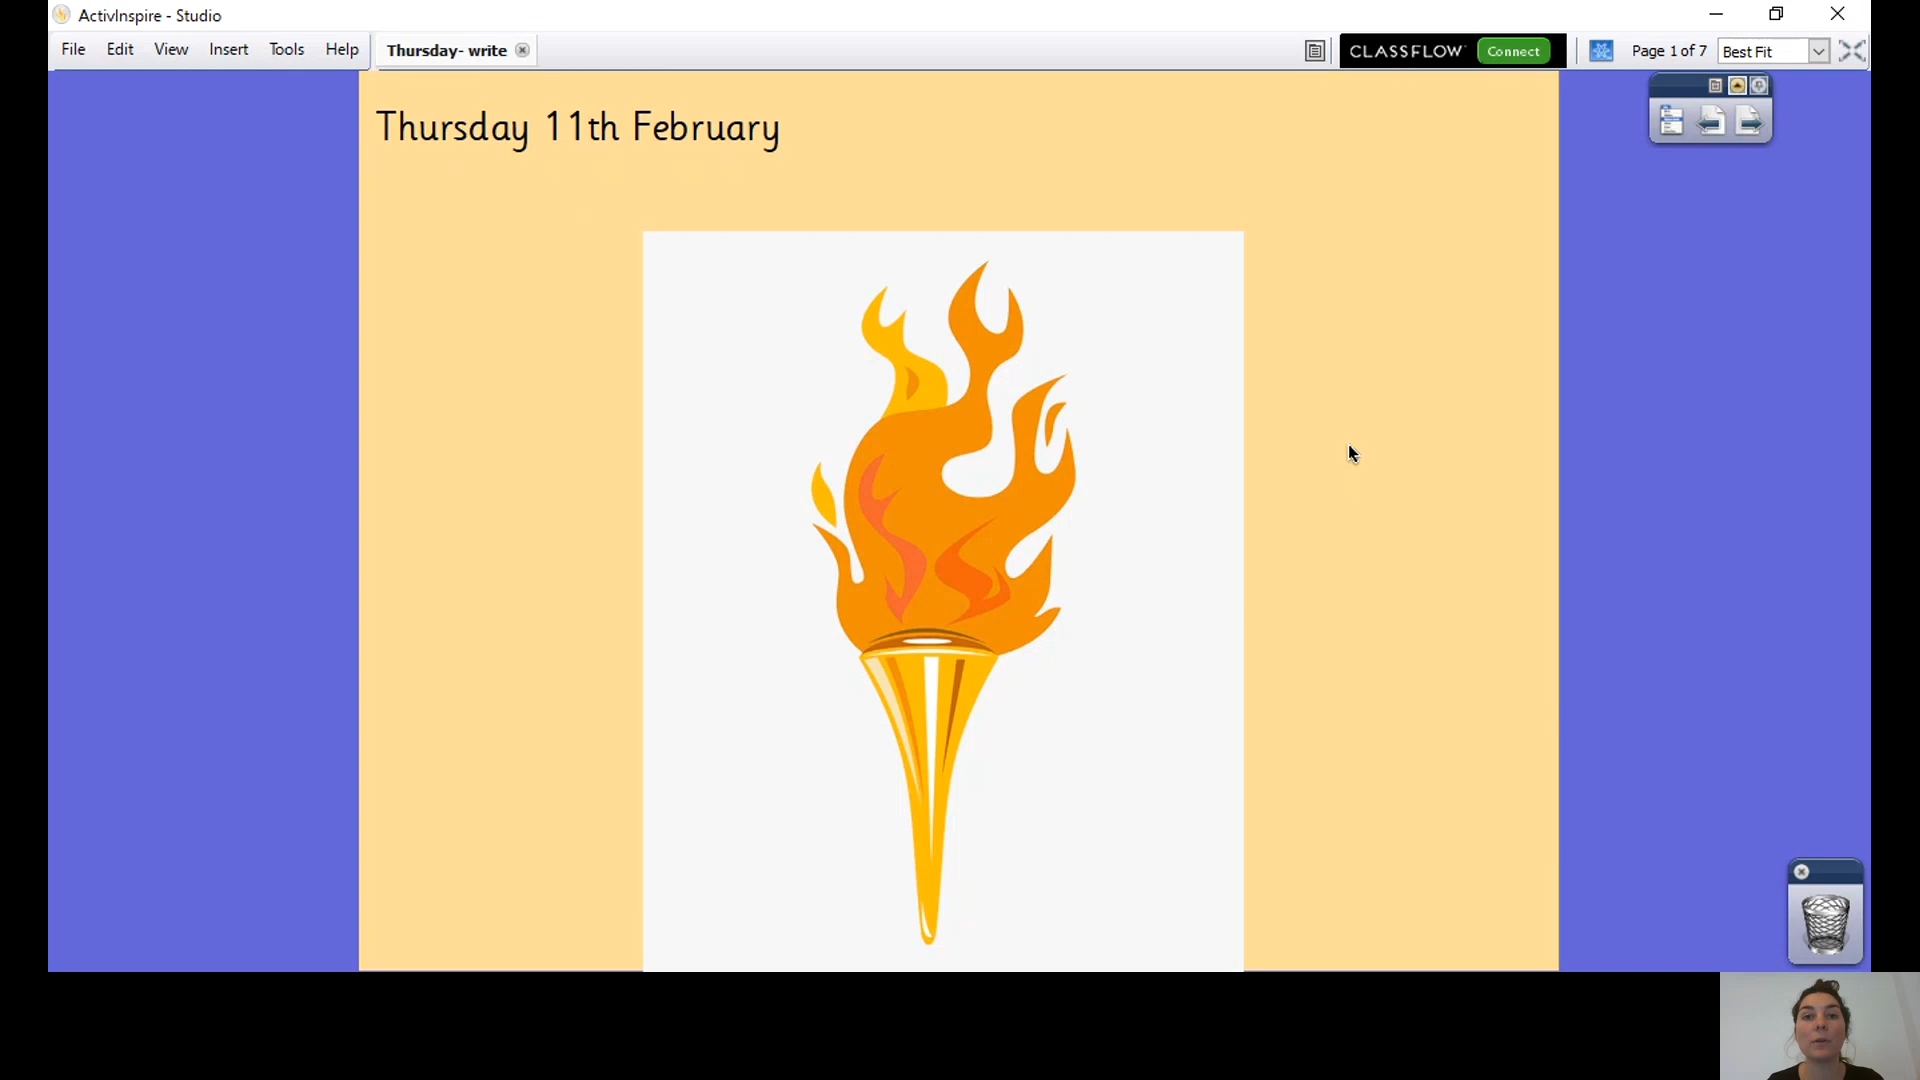 ActivInspire - Studio
File Edit View Insert Tools Help
Thursday- write
CLASSFLOW Connect
Page 1 of 7
Best Fit
Thursday 11th February